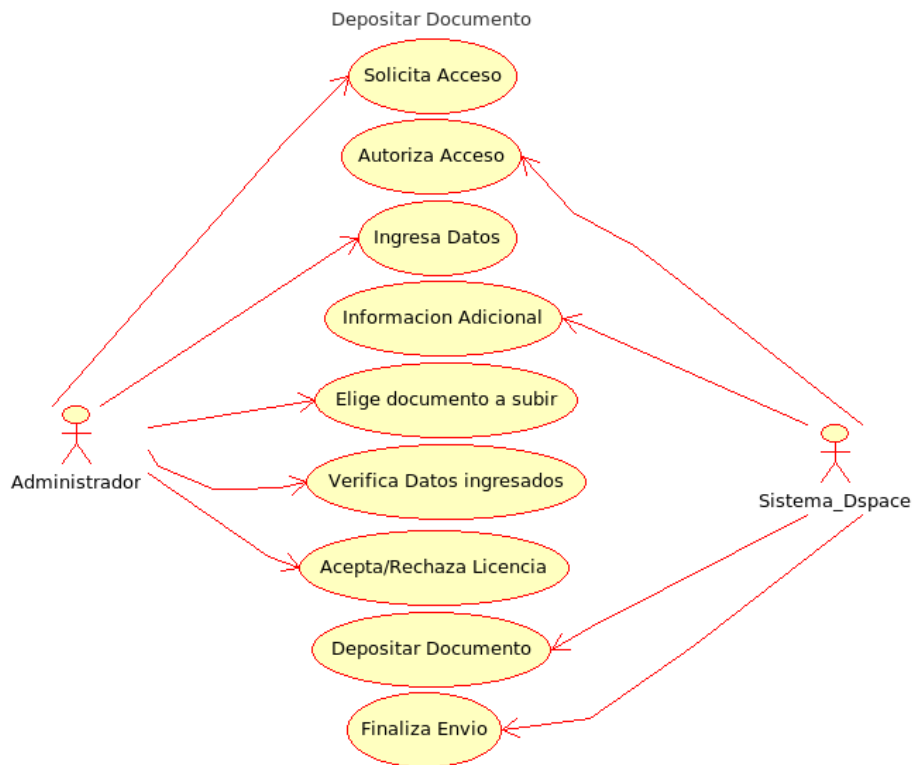 Depositar Documento
Solicita Acceso
Autoriza Acceso
Ingresa Datos
Informacion Adicional
Elige documento a subir
Administrador
Verifica Datos ingresados
Sistema_Dspace
Acepta/Rechaza Licencia
Depositar Documento
Finaliza Envio